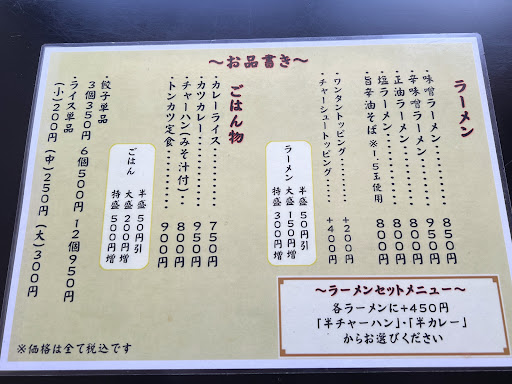 ～お品書き～
ラーメン
・味噌ラーメン………850円
・辛味噌ラーメン………950円
・正油ラーメン………800円
・塩ラーメン………800円
・旨辛油そば※1.5玉使用 800円
・ワンタントッピング………+200円
・チャーシュートッピング……+400円
ラーメン
半盛 50円引
大盛 150円増
特盛 300円増
ごはん物
・カレーライス………750円
・カツカレー………950円
・チャーハン(みそ汁付)‥800円
・トンカツ定食………900円
ごはん
半盛 50円引
大盛 200円増
特盛 500円増
・餃子単品
3個350円 6個500円 12個950円
・ライス単品
(小)200円 (中)250円 (大)300円
～ラーメンセットメニュー～
各ラーメンに+450円
「半チャーハン」・「半カレー」
からお選びください
※価格は全て税込です